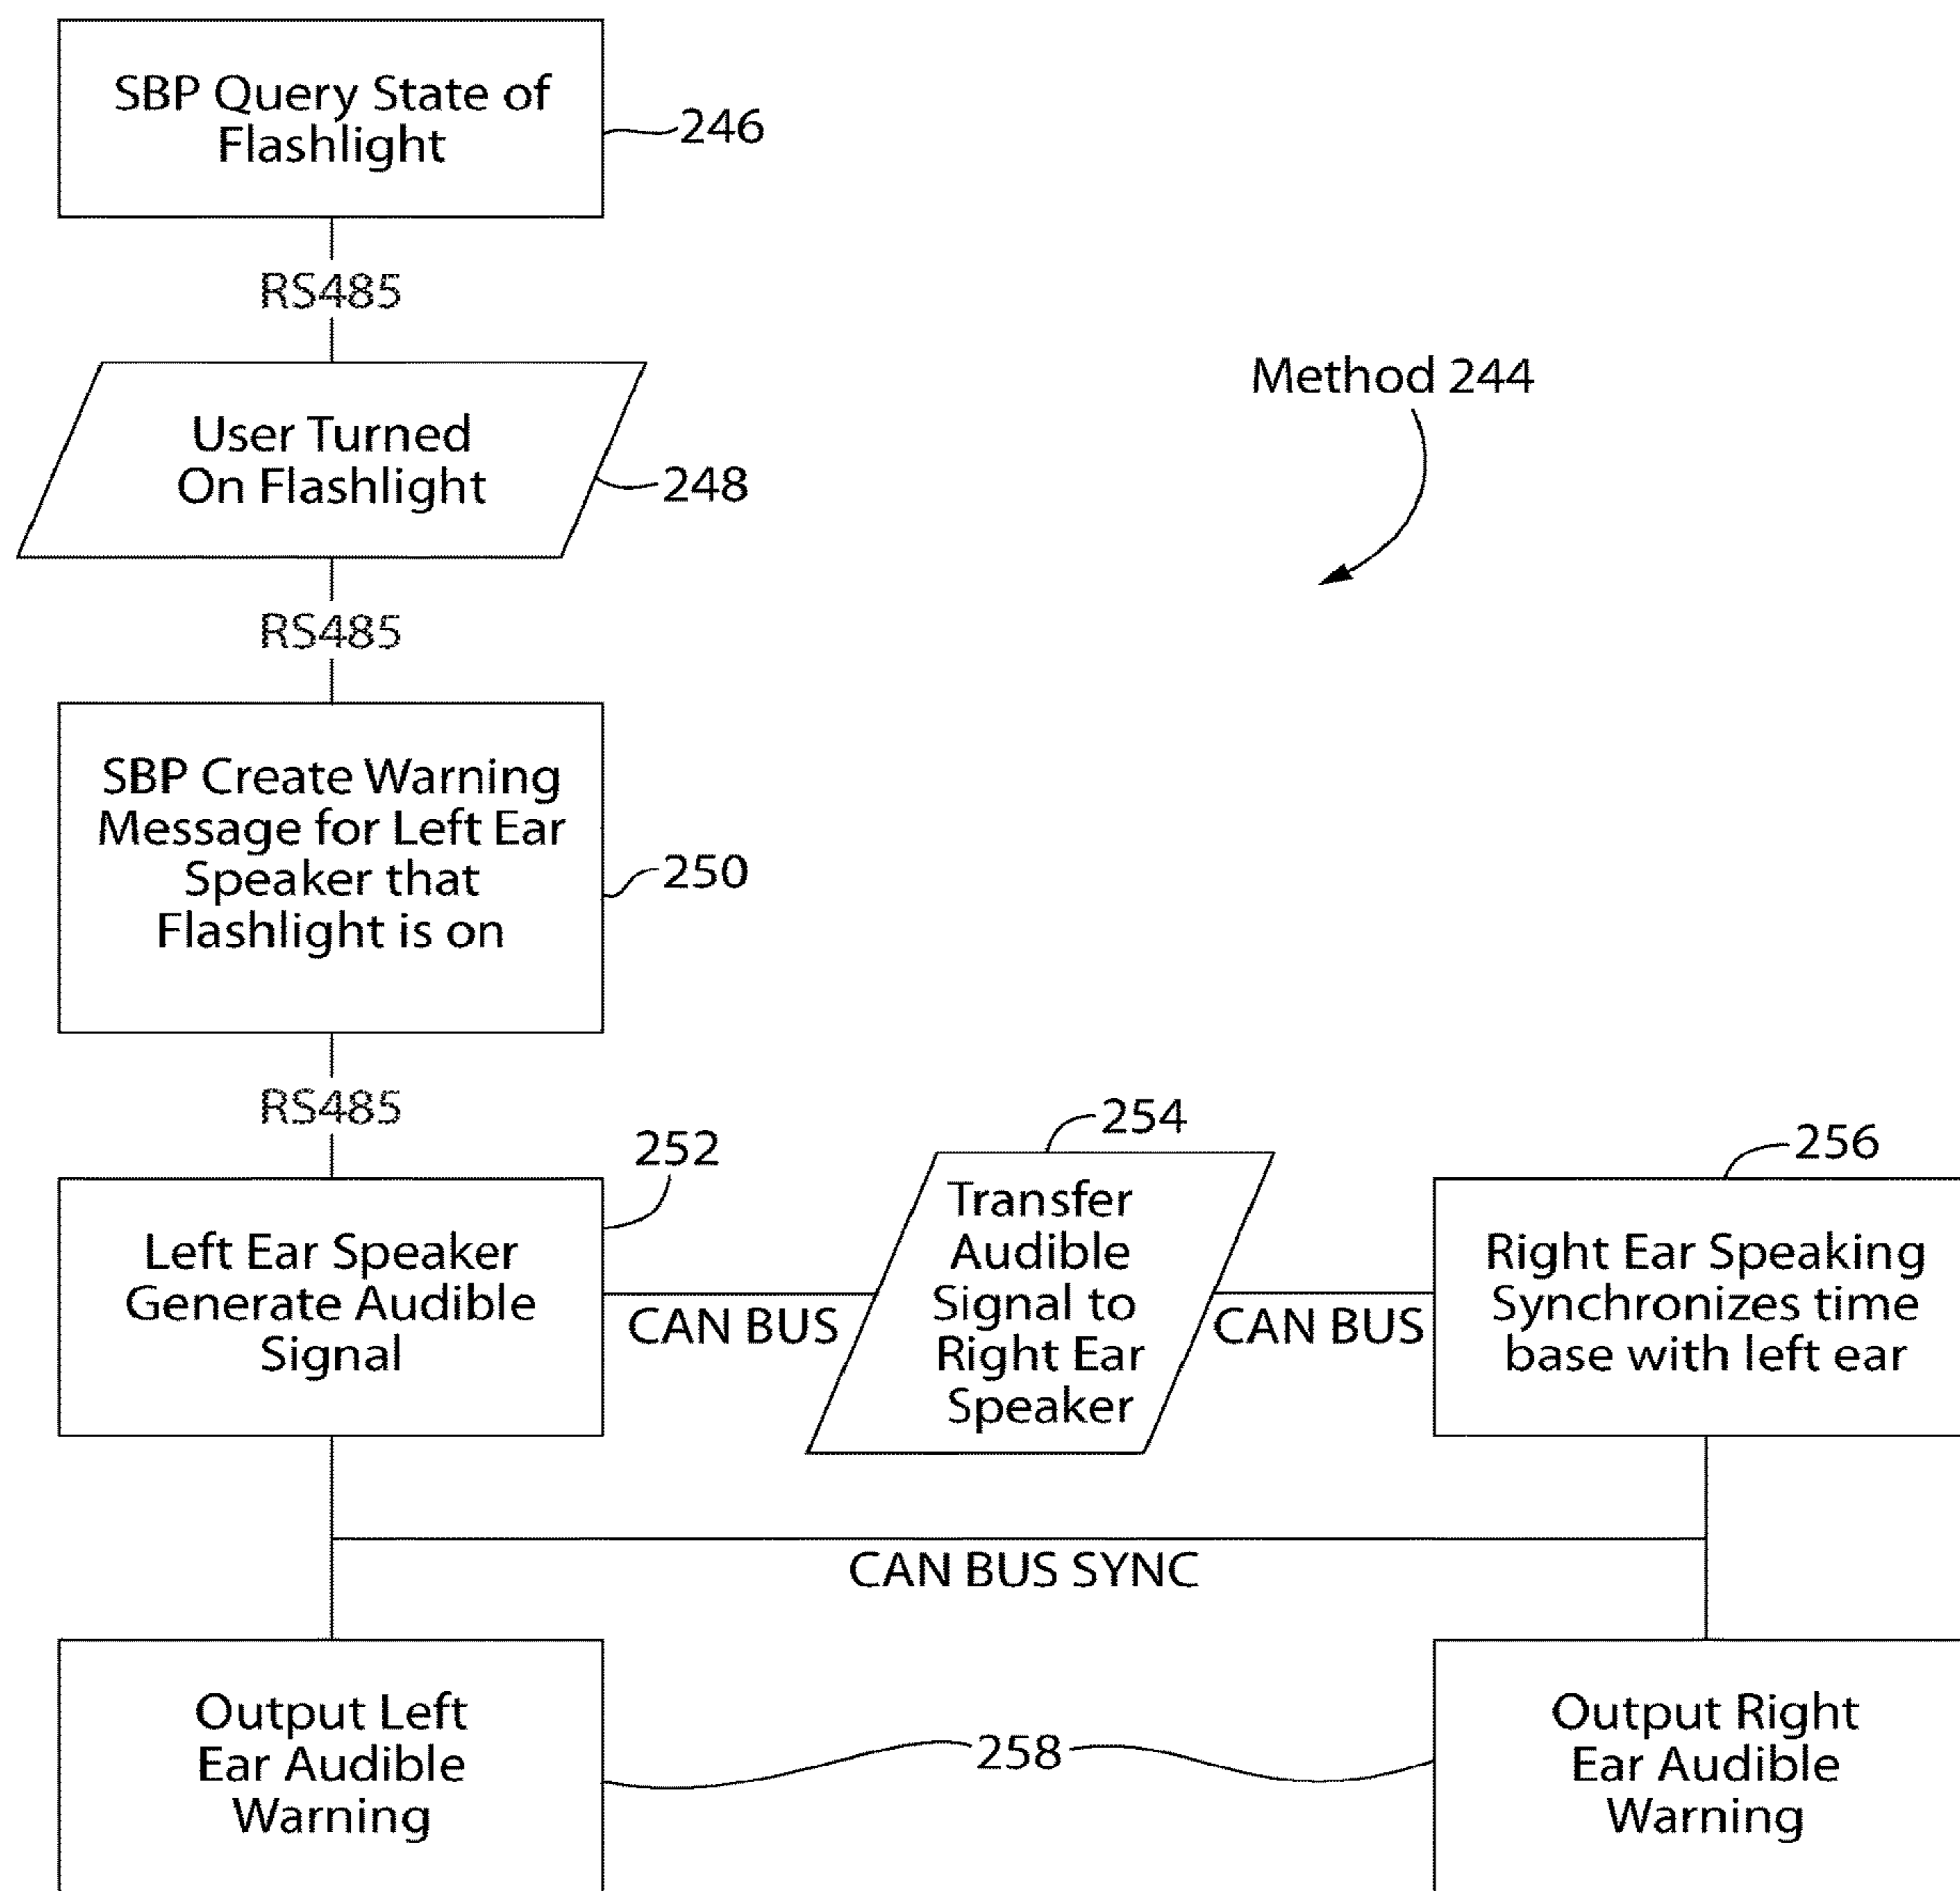 SBP Query State of
Flashlight
246
RS485
Method 244
User Turned
On Flashlight
248
RS485
SBP Create Warning
Message for Left Ear
Speaker that
Flashlight is on
250
RS485
252
254
256
Left Ear Speaker
Generate Audible
Signal
CAN BUS
Transfer
Audible
Signal to
Right Ear
Speaker
CAN BUS
Right Ear Speaking
Synchronizes time
base with left ear
CAN BUS SYNC
Output Left
Ear Audible
Warning
258
Output Right
Ear Audible
Warning